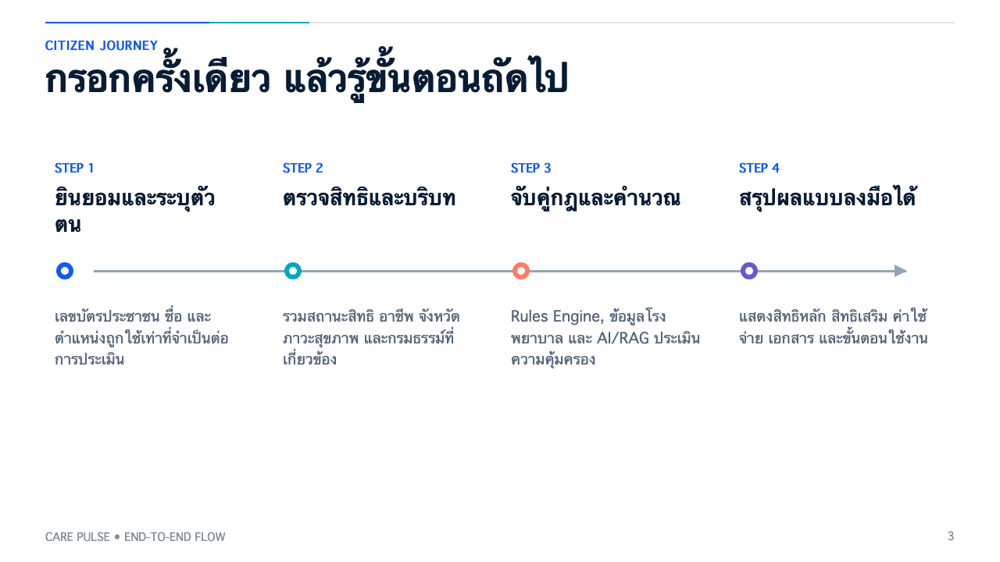 CITIZEN JOURNEY
กรอกครั้งเดียว แล้วรู้ขั้นตอนถัดไป
STEP 1
ยินยอมและระบุตัว
ตน
เลขบัตรประชาชน ชื่อ และ
ตำแหน่งถูกใช้เท่าที่จำเป็นต่อ
การประเมิน
STEP 2
ตรวจสิทธิและบริบท
รวมสถานะสิทธิ อาชีพ จังหวัด
ภาวะสุขภาพ และกรมธรรม์ที่
เกี่ยวข้อง
STEP 3
จับคู่กฎและคำนวณ
Rules Engine, ข้อมูลโรง
พยาบาล และ AI/RAG ประเมิน
ความคุ้มครอง
STEP 4
สรุปผลแบบลงมือได้
แสดงสิทธิหลัก สิทธิเสริม ค่าใช้
จ่าย เอกสาร และขั้นตอนใช้งาน
CARE PULSE • END-TO-END FLOW
3